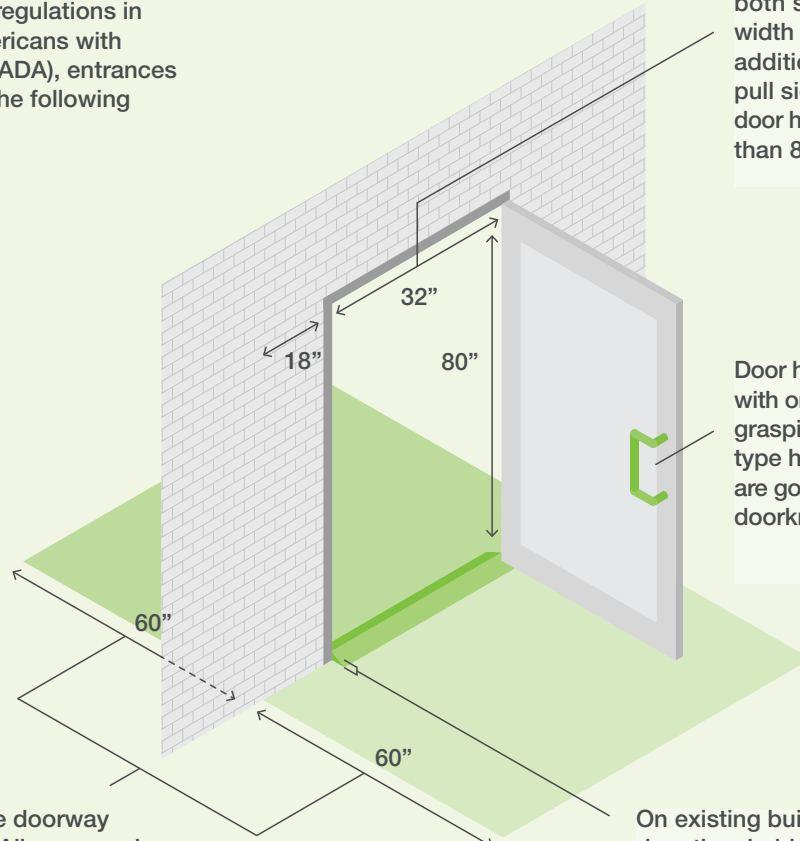 regulations in
ericans with
ADA), entrances
he following
both s
width
additio
pull si
door h
than 8
32”
18”
80”
Door h
with o
graspi
type h
are go
doork
60”
60”
e doorway
On existing bui